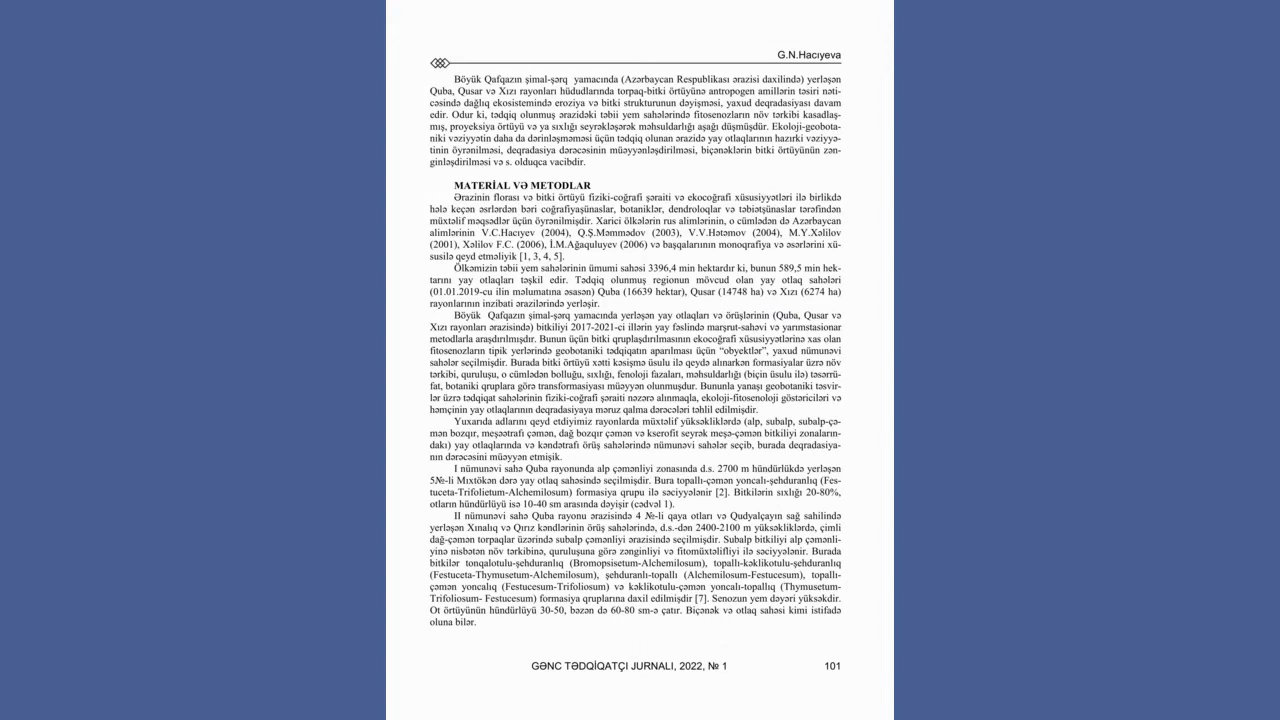 G.N.Hacıyeva
Böyük Qafqazın şimal-şərq yamacında (Azərbaycan Respublikası ərazisi daxilində) yerləşən
Quba, Qusar və Xızı rayonları hüdudlarında torpaq-bitki örtüyünə antropogen amillərin təsiri nəti-
cəsində dağlıq ekosistemində eroziya və bitki strukturunun dəyişməsi, yaxud deqradasiyası davam
edir. Odur ki, tədqiq olunmuş ərazidəki təbii yem sahələrində fitosenozların növ tərkibi kasadlaş-
mış, proyeksiya örtüyü və ya sıxlığı seyrəkləşərək məhsuldarlığı aşağı düşmüşdür. Ekoloji-geobota-
niki vəziyyətin daha da dərinləşməməsi üçün tədqiq olunan ərazidə yay otlaqlarının hazırki vəziyyə-
tinin öyrənilməsi, deqradasiya dərəcəsinin müəyyənləşdirilməsi, biçənəklərin bitki örtüyünün zən-
ginləşdirilməsi və s. olduqca vacibdir.
MATERİAL VƏ METODLAR
Ərazinin florası və bitki örtüyü fiziki-coğrafi şəraiti və ekocoğrafi xüsusiyyətləri ilə birlikdə
hələ keçən əsrlərdən bəri coğrafiyaşünaslar, botaniklər, dendroloqlar və təbiətşünaslar tərəfindən
müxtəlif məqsədlər üçün öyrənilmişdir. Xarici ölkələrin rus alimlərinin, o cümlədən də Azərbaycan
alimlərinin V.C.Hacıyev (2004), Q.Ş.Məmmədov (2003), V.V.Hətəmov (2004), M.Y.Xəlilov
(2001), Xəlilov F.C. (2006), İ.M.Ağaquluyev (2006) və başqalarıının monoqrafiya və əsərlərini xü-
susilə qeyd etməliyik [1, 3, 4, 5].
Ölkəmizin təbii yem sahələrinin ümumi sahəsi 3396,4 min hektardır ki, bunun 589,5 min hek-
tarını yay otlaqları təşkil edir. Tədqiq olunmuş regionun mövcud olan yay otlaq sahələri
(01.01.2019-cu ilin məlumatına əsasən) Quba (16639 hektar), Qusar (14748 ha) və Xızı (6274 ha)
rayonlarının inzibati ərazilərində yerləşir.
Böyük Qafqazın şimal-şərq yamacında yerləşən yay otlaqları və örüşlərinin (Quba, Qusar və
Xızı rayonları ərazisində) bitkiliyi 2017-2021-ci illərin yay fəslində marşrut-sahəvi və yarımstasionar
metodlarla araşdırılmışdır. Bunun üçün bitki qruplaşdırılmasının ekocoğrafi xüsusiyyətlərinə xas olan
fitosenozların tipik yerlərində geobotaniki tədqiqatın aparılması üçün “obyektlər”, yaxud nümunəvi
sahələr seçilmişdir. Burada bitki örtüyü xətti kəsişmə üsulu ilə qeydə alınarkən formasiyalar üzrə növ
tərkibi, quruluşu, o cümlədən bolluğu, sıxlığı, fenoloji fazaları, məhsuldarlığı (biçin üsulu ilə) təsərrü-
fat, botaniki qruplara görə transformasiyası müəyyən olunmuşdur. Bununla yanaşı geobotaniki təsvir-
lər üzrə tədqiqat sahələrinin fiziki-coğrafi şəraiti nəzərə alınmaqla, ekoloji-fitosenoloji göstəriciləri və
həmçinin yay otlaqlarının deqradasiyaya məruz qalma dərəcələri təhlil edilmişdir.
Yuxarıda adlarını qeyd etdiyimiz rayonlarda müxtəlif yüksəkliklərdə (alp, subalp, subalp-çə-
mən bozqır, meşəətrafı çəmən, dağ bozqır çəmən və kserofit seyrək meşə-çəmən bitkiliyi zonaların-
dakı) yay otlaqlarında və kəndətrafı örüş sahələrində nümunəvi sahələr seçib, burada deqradasiya-
nın dərəcəsini müəyyən etmişik.
I nümunəvi sahə Quba rayonunda alp çəmənliyi zonasında d.s. 2700 m hündürlükdə yerləşən
5№-li Mıxtökən dərə yay otlaq sahəsində seçilmişdir. Bura topallı-çəmən yoncalı-şehduranlıq (Fes-
tuceta-Trifolietum-Alchemilosum) formasiya qrupu ilə səciyyələnir [2]. Bitkilərin sıxlığı 20-80%,
otların hündürlüyü isə 10-40 sm arasında dəyişir (cədvəl 1).
II nümunəvi sahə Quba rayonu ərazisində 4 №-li qaya otları və Qudyalçayın sağ sahilində
yerləşən Xınalıq və Qırız kəndlərinin örüş sahələrində, d.s.-dən 2400-2100 m yüksəkliklərdə, çimli
dağ-çəmən torpaqlar üzərində subalp çəmənliyi ərazisində seçilmişdir. Subalp bitkiliyi alp çəmənli-
yinə nisbətən növ tərkibinə, quruluşuna görə zənginliyi və fitomüxtəlifliyi ilə səciyyələnir. Burada
bitkilər tonqalotulu-şehduranlıq (Bromopsisetum-Alchemilosum), topallı-kəklikotulu-şehduranlıq
(Festuceta-Thymusetum-Alchemilosum), şehduranlı-topallı (Alchemilosum-Festucesum), topallı-
çəmən yoncalıq (Festucesum-Trifoliosum) və kəklikotulu-çəmən yoncalı-topallıq (Thymusetum-
Trifoliosum- Festucesum) formasiya qruplarına daxil edilmişdir [7]. Senozun yem dəyəri yüksəkdir.
Ot örtüyünün hündürlüyü 30-50, bəzən də 60-80 sm-ə çatır. Biçənək və otlaq sahəsi kimi istifadə
oluna bilər.
GƏNC TƏDQİQATÇI JURNALI, 2022, № 1 101